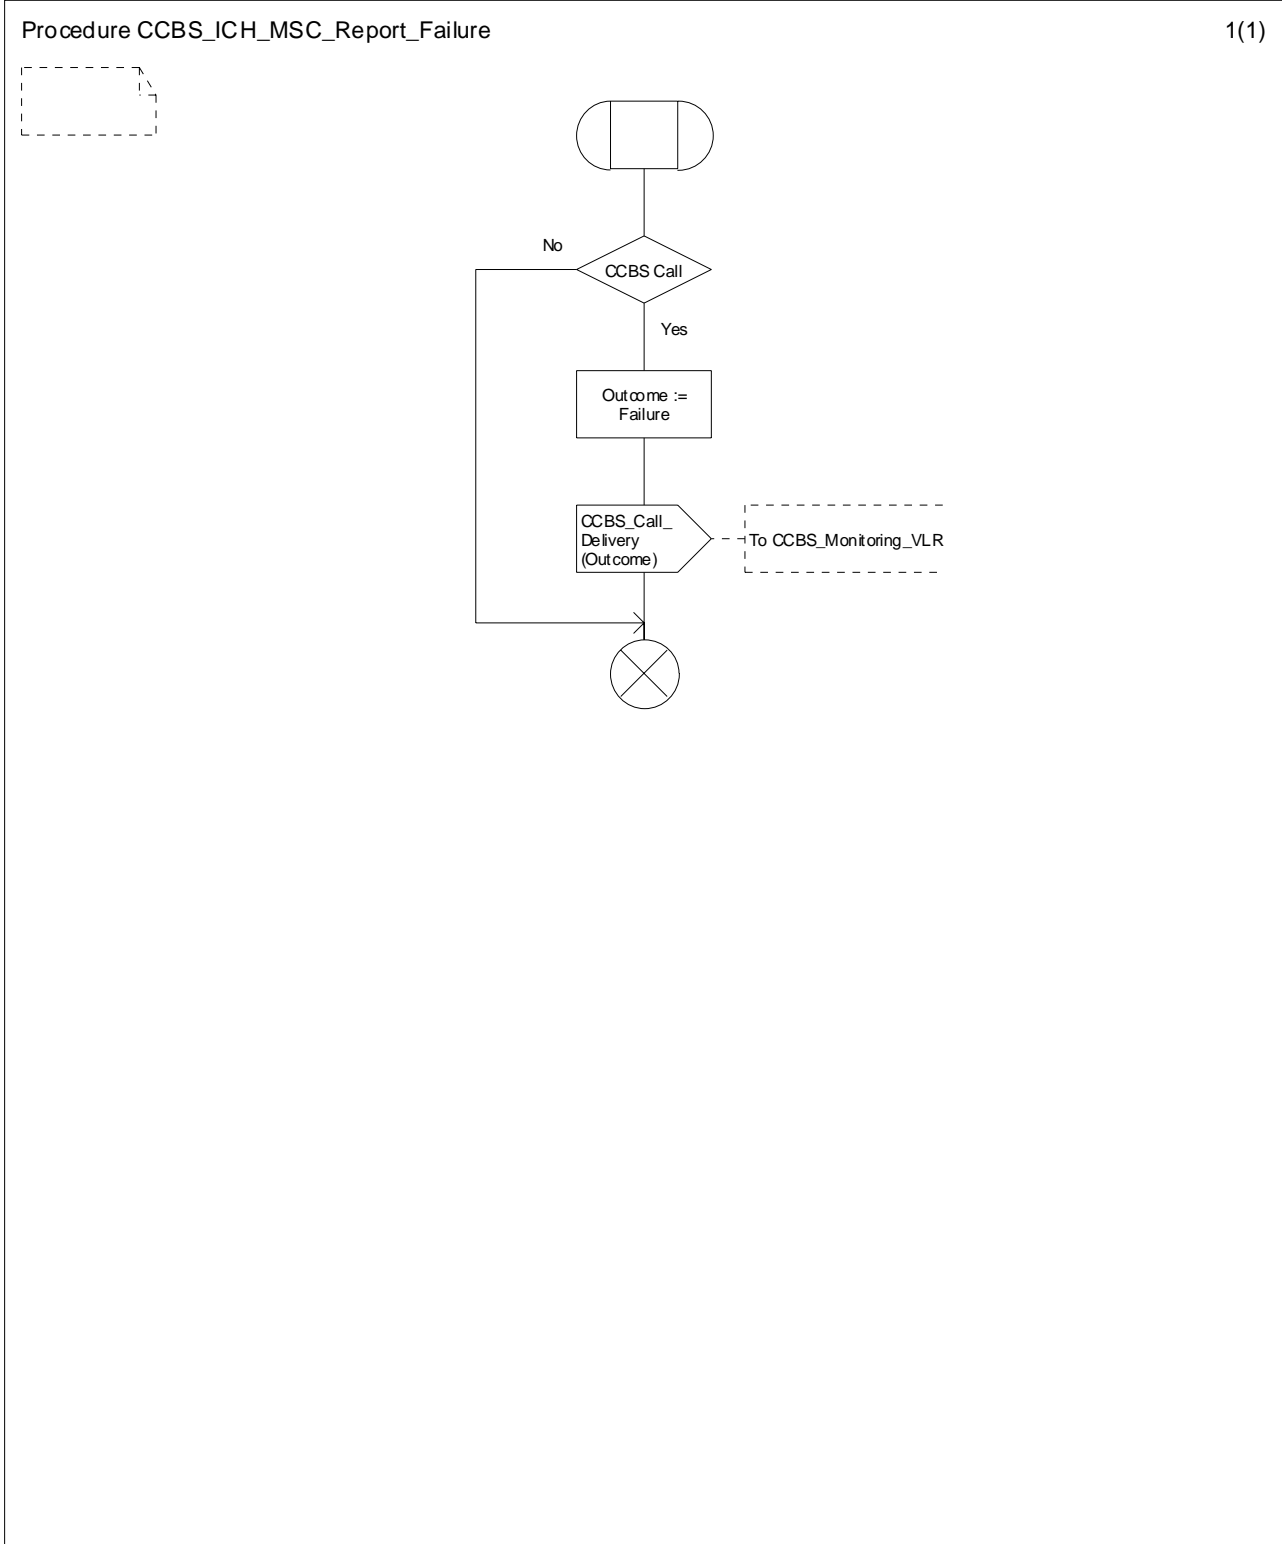 Procedure CCBS_ICH_MSC_Report_Failure
1(1)
No
CCBS Call
Yes
Outcome :=
Failure
CCBS_Call_
Delivery
(Outcome)
To CCBS_Monitoring_VLR